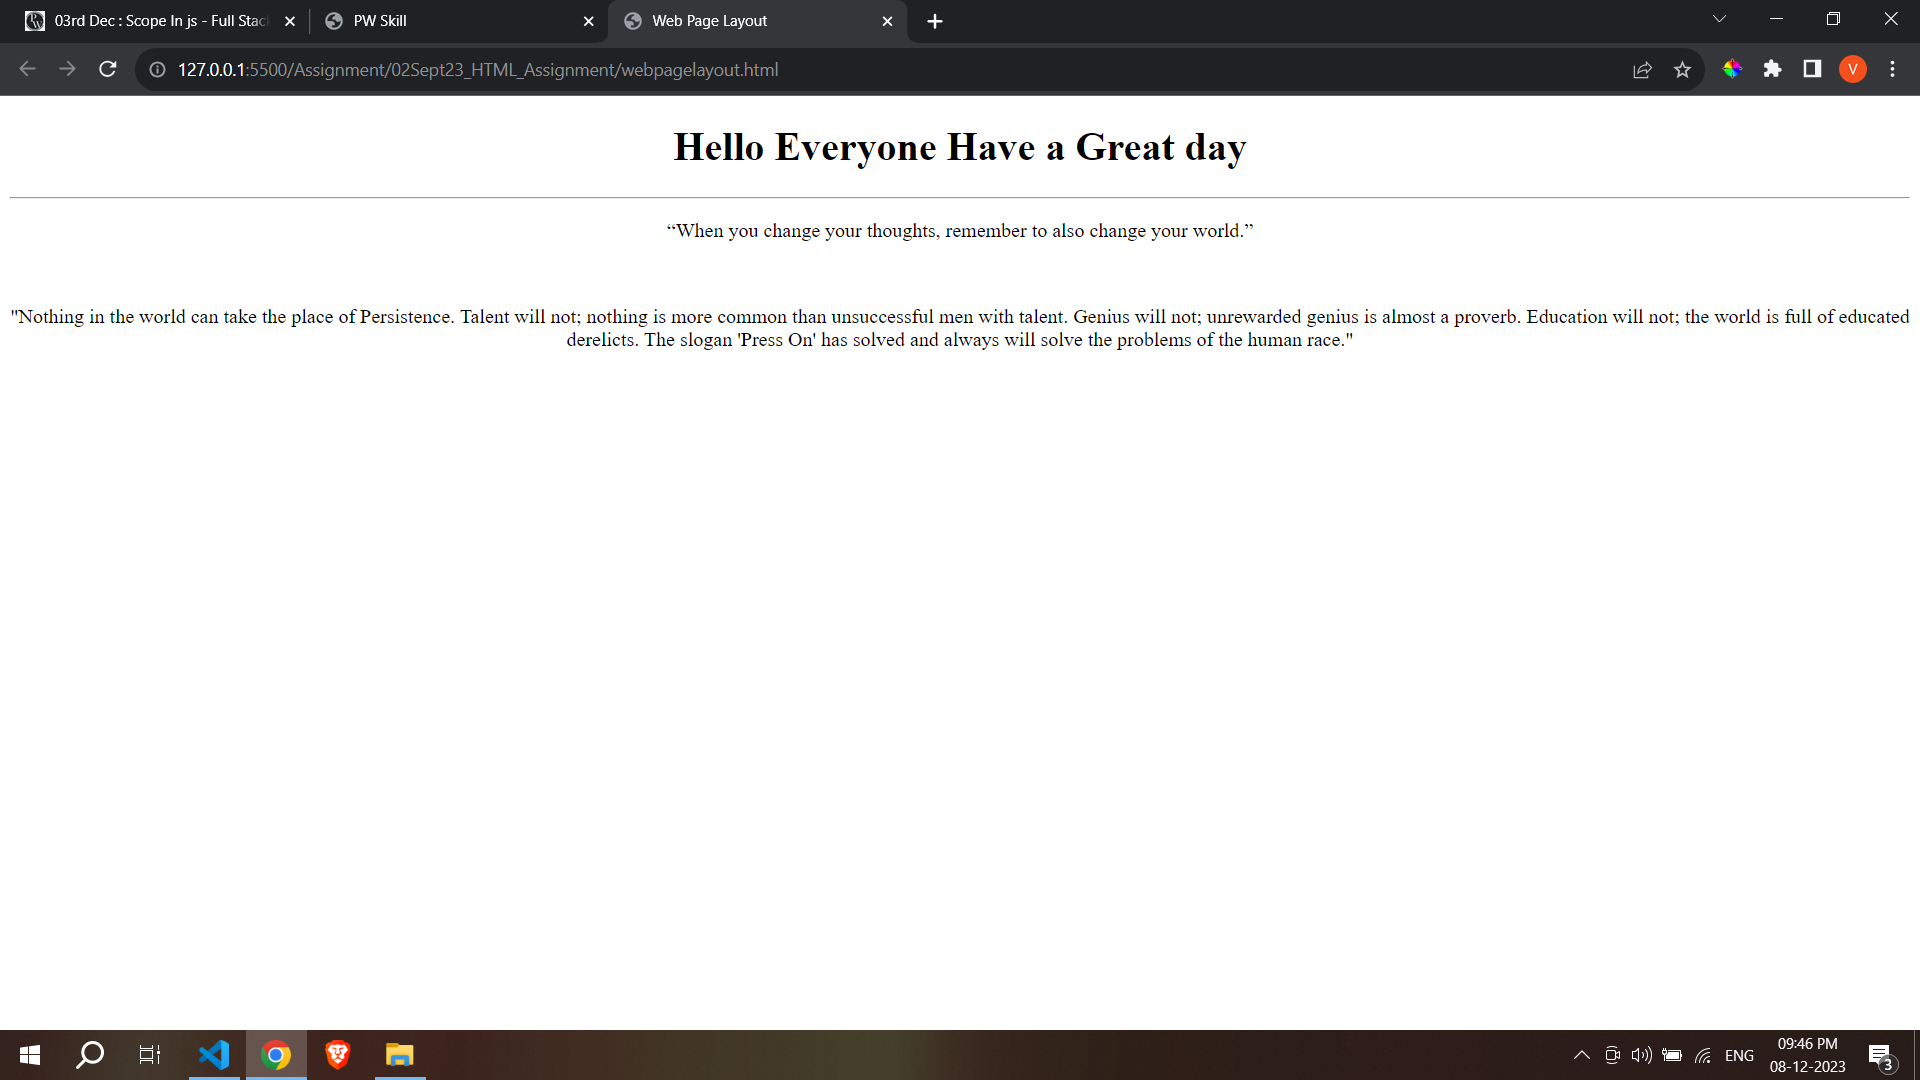 03rd Dec : Scope In js - Full Stac
PW Skill
Web Page Layout
127.0.0.1:5500/Assignment/02Sept23_HTML_Assignment/webpagelayout.html
V
Hello Everyone Have a Great day
“When you change your thoughts, remember to also change your world.”
"Nothing in the world can take the place of Persistence. Talent will not; nothing is more common than unsuccessful men with talent. Genius will not; unrewarded genius is almost a proverb. Education will not; the world is full of educated
derelicts. The slogan 'Press On' has solved and always will solve the problems of the human race."
ENG
09:46 PM
08-12-2023
3